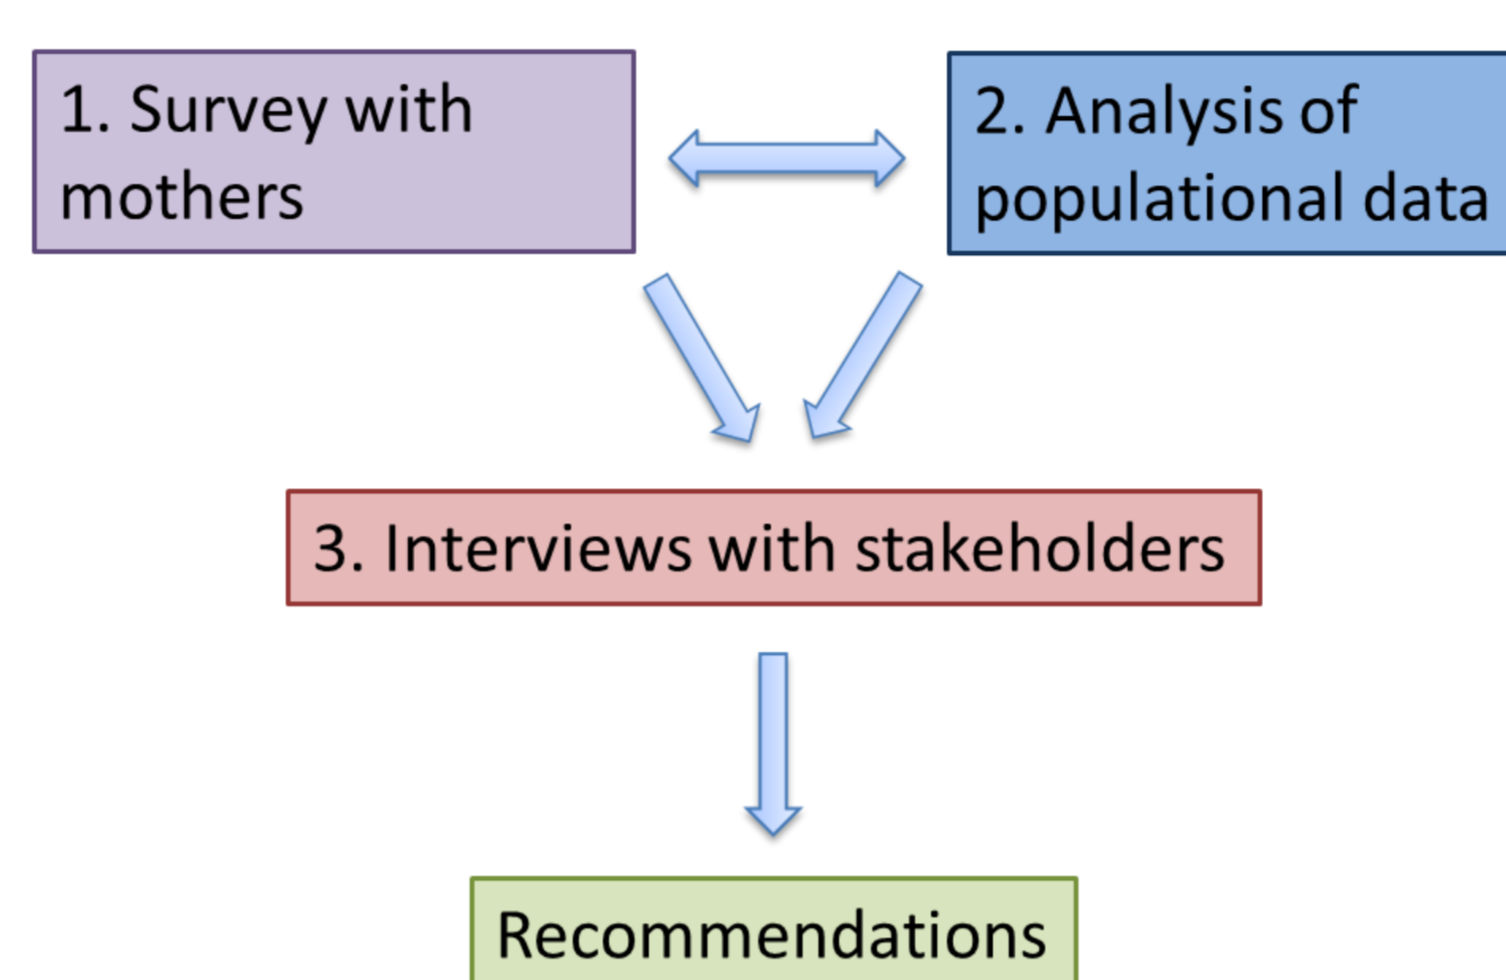 1. Survey with
mothers
2. Analysis of
populational data
3. Interviews with stakeholders
Recommendations